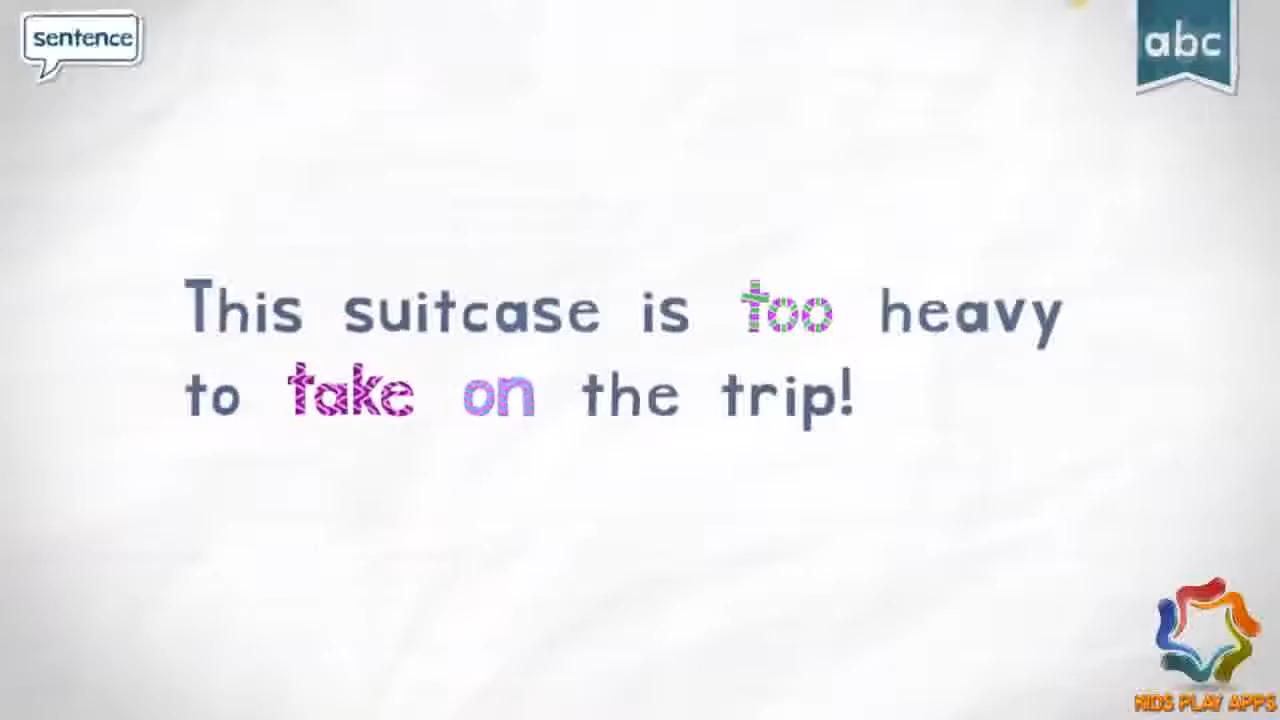 sentence
abc
This suitcase is too heavy
to take on the trip!
KIDS PLAY APPS